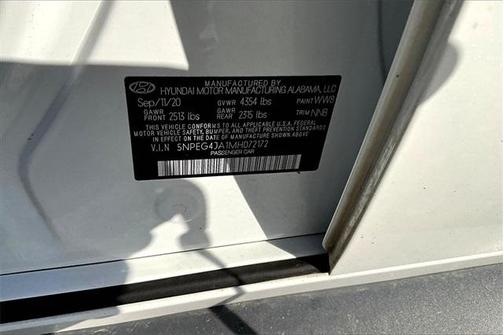 MANUFACTURED BY
HYUNDAI MOTOR MANUFACTURING ALABAMA, LLC
Sep/11/20 GVWR 4354 lbs PAINT WW8
FRONT 2513 lbs REAR 2315 lbs TRIM NNB
THIS VEHICLE CONFORMS TO ALL APPLICABLE U.S.A. FEDERAL
MOTOR VEHICLE SAFETY, BUMPER, AND THEFT PREVENTION STANDARDS
IN EFFECT ON THE DATE OF MANUFACTURE SHOWN ABOVE.
V.I.N 5NPEG4JA1MH072172
PASSENGER CAR